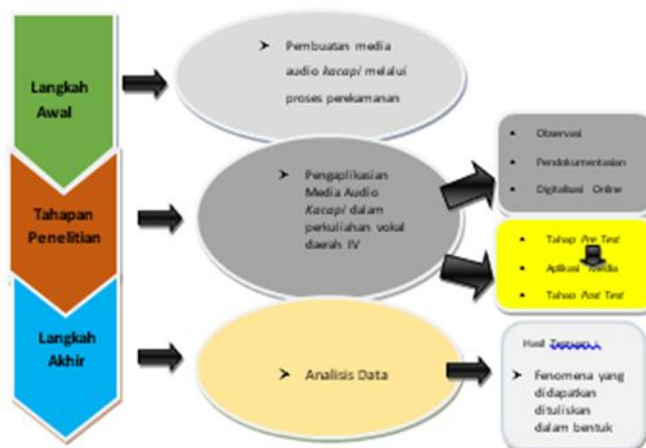 Langkah
Awal
Pembuatan media
audio kacapi melalui
proses perekamanan
Tahapan
Penelitian
Pengaplikasian
Media Audio
Kacapi dalam
perkuliahan vokal
daerah IV
Observasi
Pendokumentasian
Digitalisasi Online
Tahap Pre Test
Aplikasi Media
Tahap Post Test
Langkah
Akhir
Analisis Data
Hasil
Fenomena yang
didapatkan
dituliskan
dalam bentuk